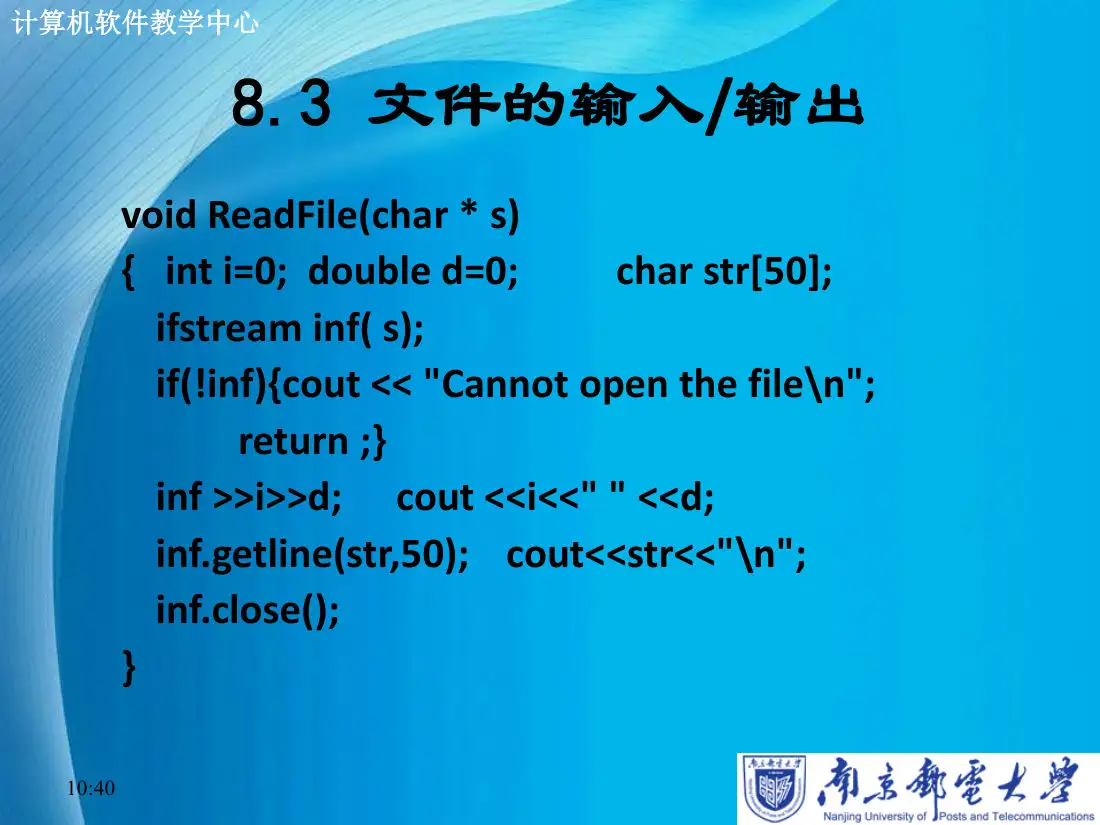 计算机软件教学中心
8.3 文件的输入/输出
void ReadFile(char * s)
{ int i=0; double d=0; char str[50];
ifstream inf( s);
if(!inf){cout << "Cannot open the file\n";
return ;}
inf >>i>>d; cout <<i<<" " <<d;
inf.getline(str,50); cout<<str<<"\n";
inf.close();
}
10:40
南京郵電大學
Nanjing University of Posts and Telecommunications